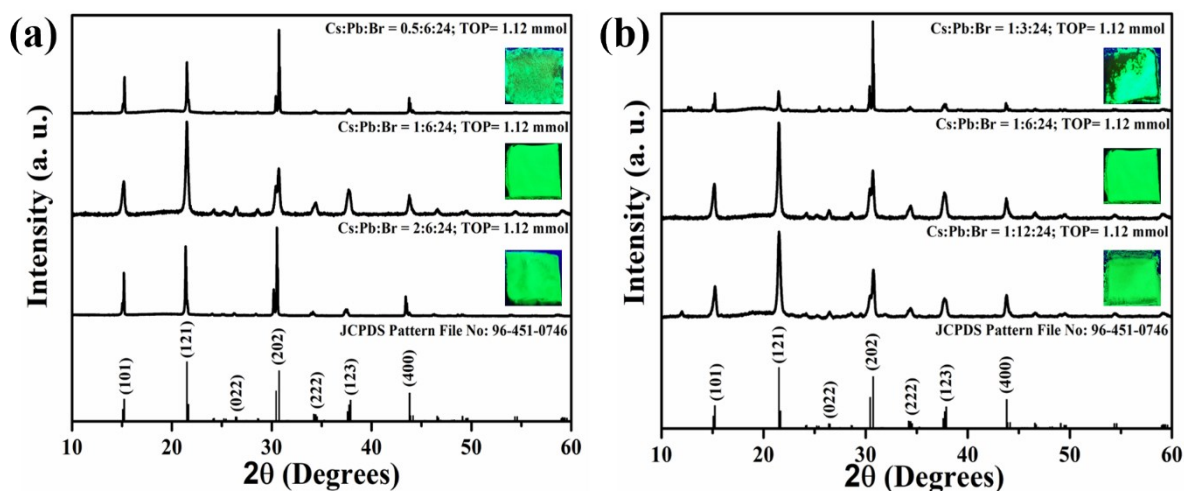 (a)
Cs:Pb:Br = 0.5:6:24; TOP= 1.12 mmol
Cs:Pb:Br = 1:6:24; TOP= 1.12 mmol
Cs:Pb:Br = 2:6:24; TOP= 1.12 mmol
JCPDS Pattern File No: 96-451-0746
(101)
(121)
(022)
(202)
(222)
(123)
(400)
Intensity (a. u.)
10 20 30 40 50 60
2θ (Degrees)
(b)
Cs:Pb:Br = 1:3:24; TOP= 1.12 mmol
Cs:Pb:Br = 1:6:24; TOP= 1.12 mmol
Cs:Pb:Br = 1:12:24; TOP= 1.12 mmol
JCPDS Pattern File No: 96-451-0746
(101)
(121)
(022)
(202)
(222)
(123)
(400)
Intensity (a. u.)
10 20 30 40 50 60
2θ (Degrees)